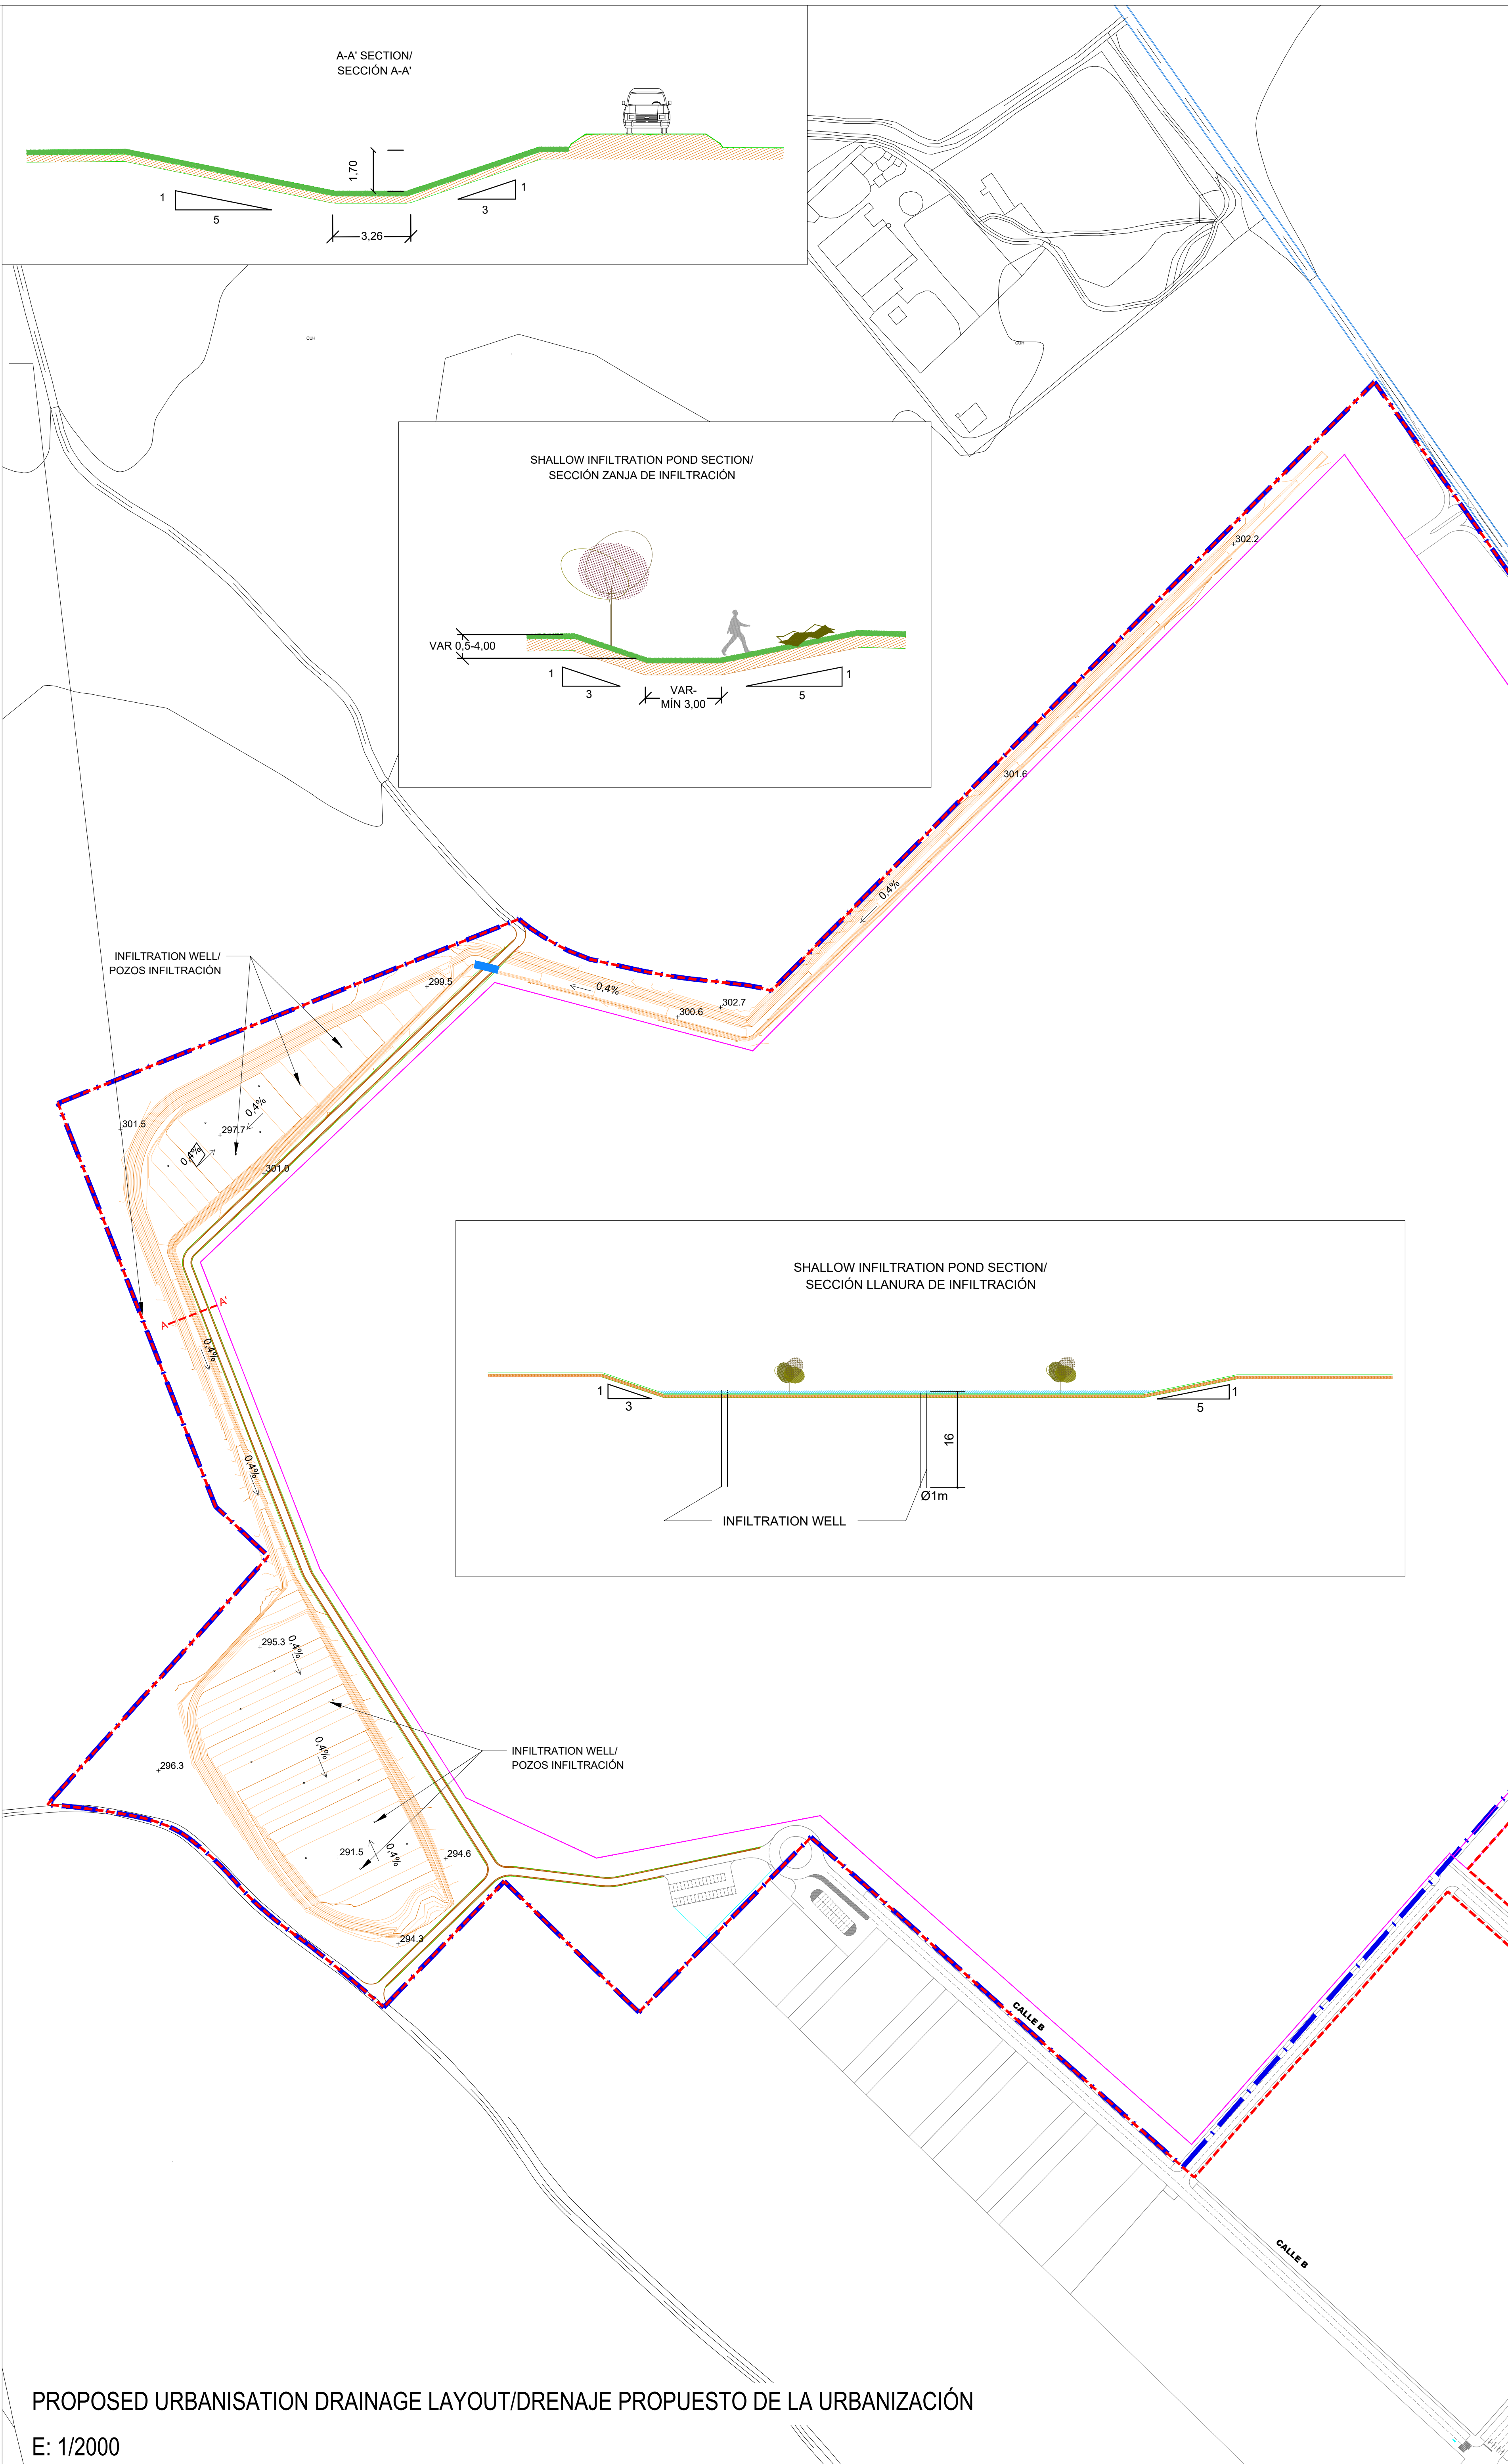 A-A' SECTION/
SECCIÓN A-A'
1,70
1
5
1
3
3,26
CUH
CUH
SHALLOW INFILTRATION POND SECTION/
SECCIÓN ZANJA DE INFILTRACIÓN
VAR 0,5-4,00
1
3
VAR-
MÍN 3,00
1
5
302.2
301.6
0,4%
INFILTRATION WELL/
POZOS INFILTRACIÓN
299.5
0,4%
302.7
300.6
0,4%
301.5
297.7
0,4%
301.0
A
A'
0,4%
0,4%
SHALLOW INFILTRATION POND SECTION/
SECCIÓN LLANURA DE INFILTRACIÓN
1
3
1
5
16
Ø1m
INFILTRATION WELL
295.3
0,4%
0,4%
296.3
INFILTRATION WELL/
POZOS INFILTRACIÓN
291.5
0,4%
294.6
294.3
CALLE B
CALLE B
PROPOSED URBANISATION DRAINAGE LAYOUT/DRENAJE PROPUESTO DE LA URBANIZACIÓN
E: 1/2000